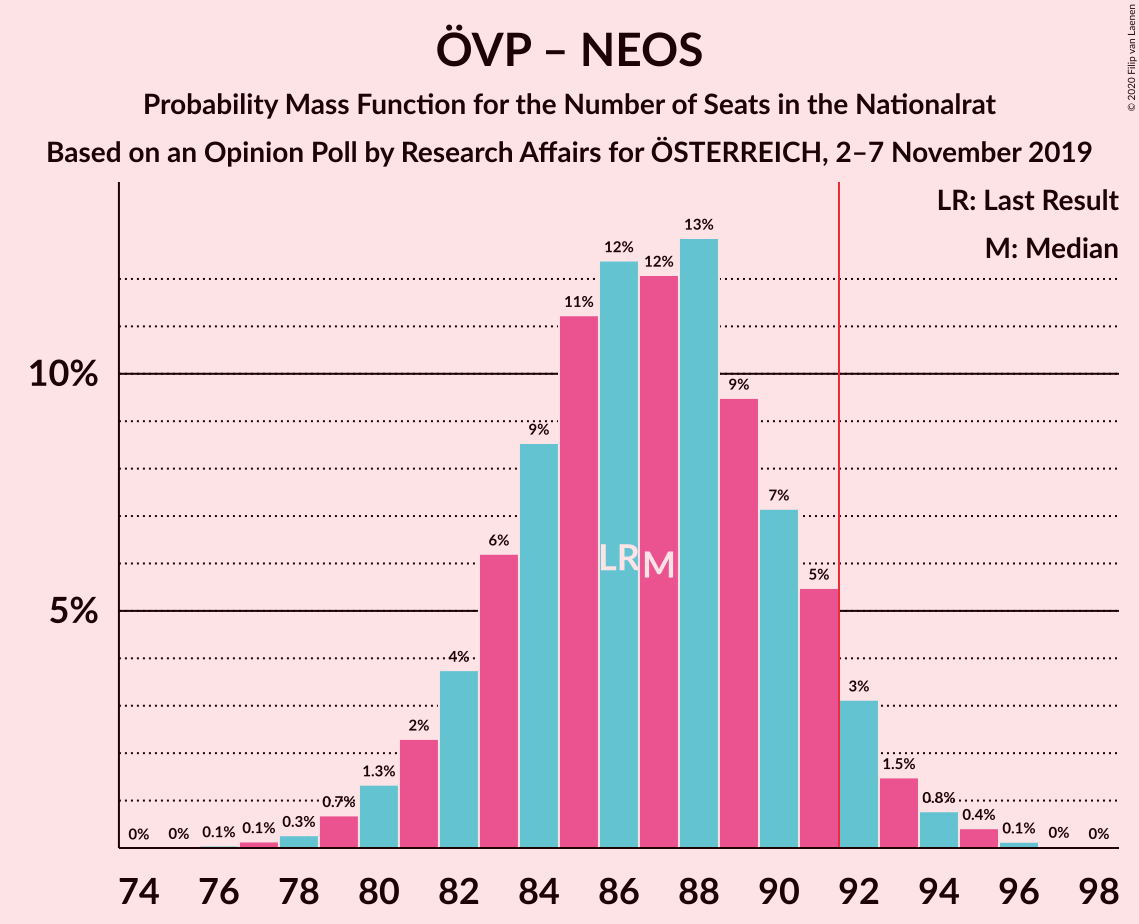 ÖVP – NEOS
Probability Mass Function for the Number of Seats in the Nationalrat
Based on an Opinion Poll by Research Affairs for ÖSTERREICH, 2–7 November 2019
© 2020 Filip van Laenen
LR: Last Result
M: Median
13%
12%
12%
11%
10%
9%
9%
7%
6%
LR
M
5%
5%
4%
3%
2%
1.5%
1.3%
0.7%
0.8%
0% 0% 0.1% 0.1% 0.3% 0.4% 0.1% 0% 0%
74 76 78 80 82 84 86 88 90 92 94 96 98